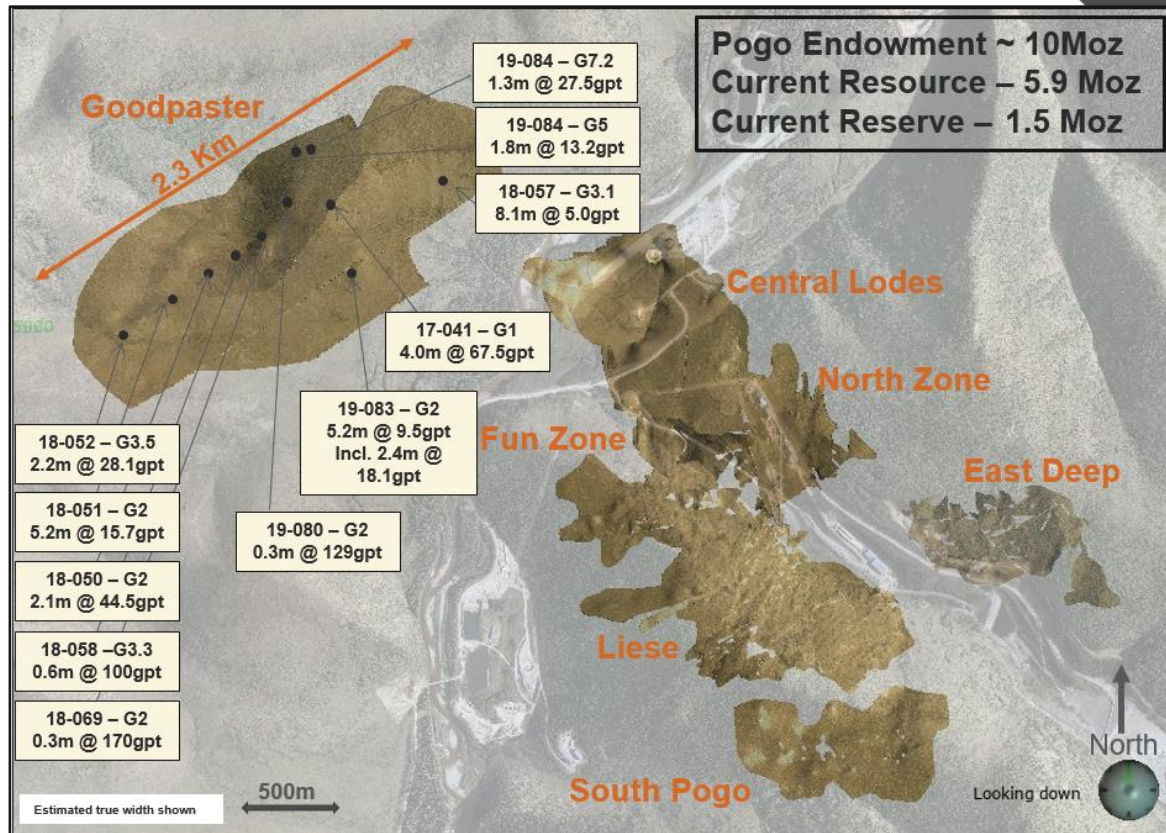 Pogo Endowment ~ 10Moz
Current Resource – 5.9 Moz
Current Reserve – 1.5 Moz
Goodpaster
2.3 Km
19-084 – G7.2
1.3m @ 27.5gpt
19-084 – G5
1.8m @ 13.2gpt
18-057 – G3.1
8.1m @ 5.0gpt
Central Lodes
17-041 – G1
4.0m @ 67.5gpt
North Zone
19-083 – G2
5.2m @ 9.5gpt
Incl. 2.4m @
18.1gpt
Fun Zone
East Deep
18-052 – G3.5
2.2m @ 28.1gpt
18-051 – G2
5.2m @ 15.7gpt
19-080 – G2
0.3m @ 129gpt
18-050 – G2
2.1m @ 44.5gpt
18-058 –G3.3
0.6m @ 100gpt
18-069 – G2
0.3m @ 170gpt
Liese
South Pogo
North
Looking down
500m
Estimated true width shown